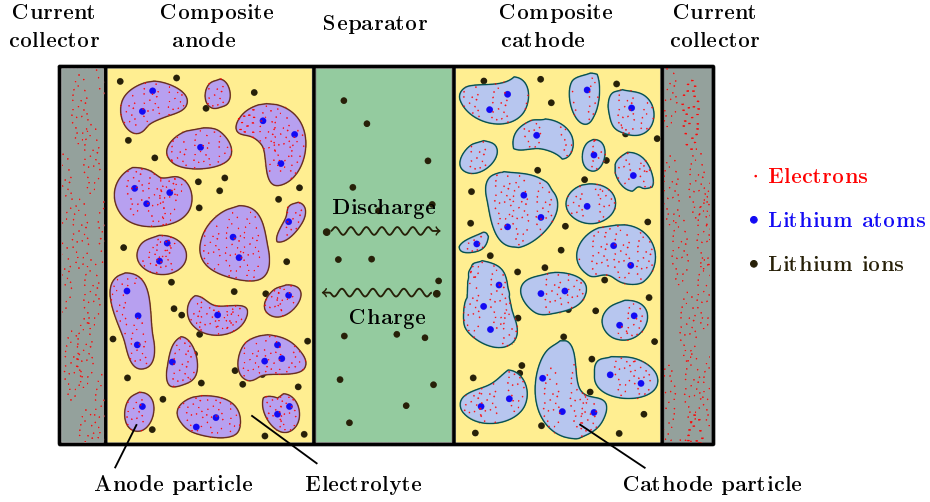 Current
collector
Composite
anode
Separator
Composite
cathode
Current
collector
Discharge
Charge
Electrons
Lithium atoms
Lithium ions
Anode particle
Electrolyte
Cathode particle